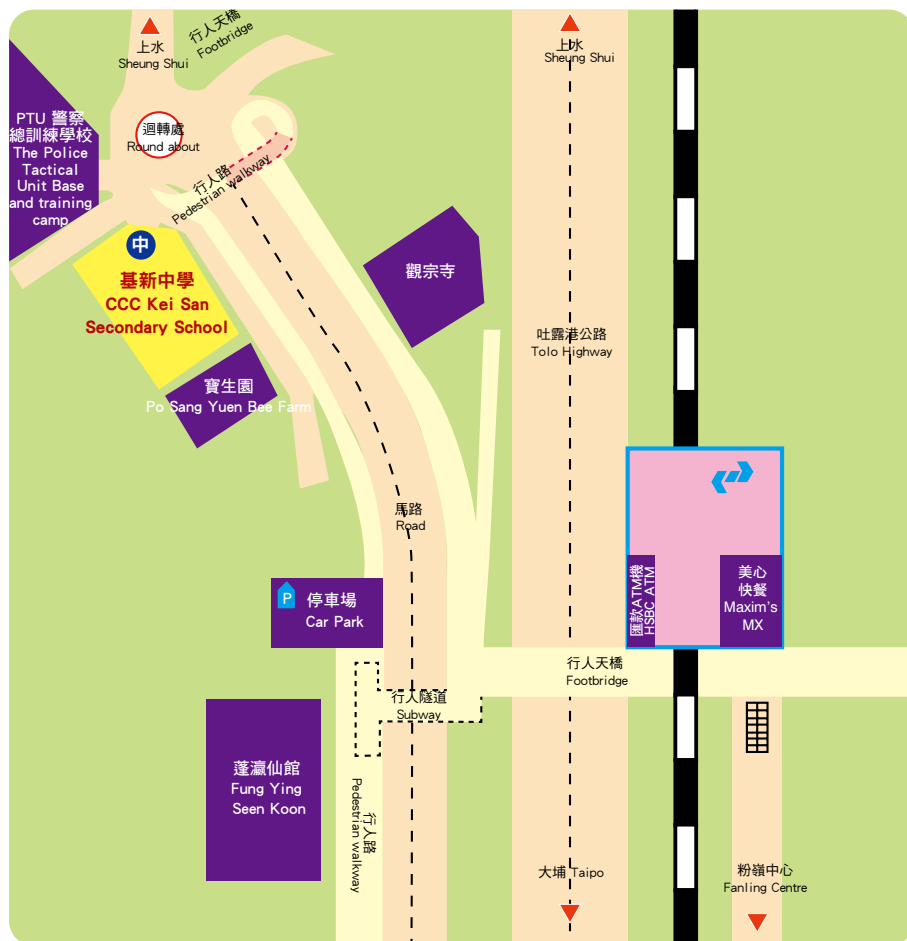 行人天橋
Footbridge
上水
Sheung Shui
上水
Sheung Shui
PTU 警察
總訓練學校
The Police
Tactical
Unit Base
and training
camp
迴轉處
Round about
行人路
Pedestrian walkway
中
基新中學
CCC Kei San
Secondary School
觀宗寺
寶生園
Po Sang Yuen Bee Farm
吐露港公路
Tolo Highway
馬路
Road
P
停車場
Car Park
匯款ATM機
HSBC ATM
美心
快餐
Maxim's
MX
行人天橋
Footbridge
行人隧道
Subway
蓬瀛仙館
Fung Ying
Seen Koon
行人路
Pedestrian walkway
大埔 Taipo
粉嶺中心
Fanling Centre